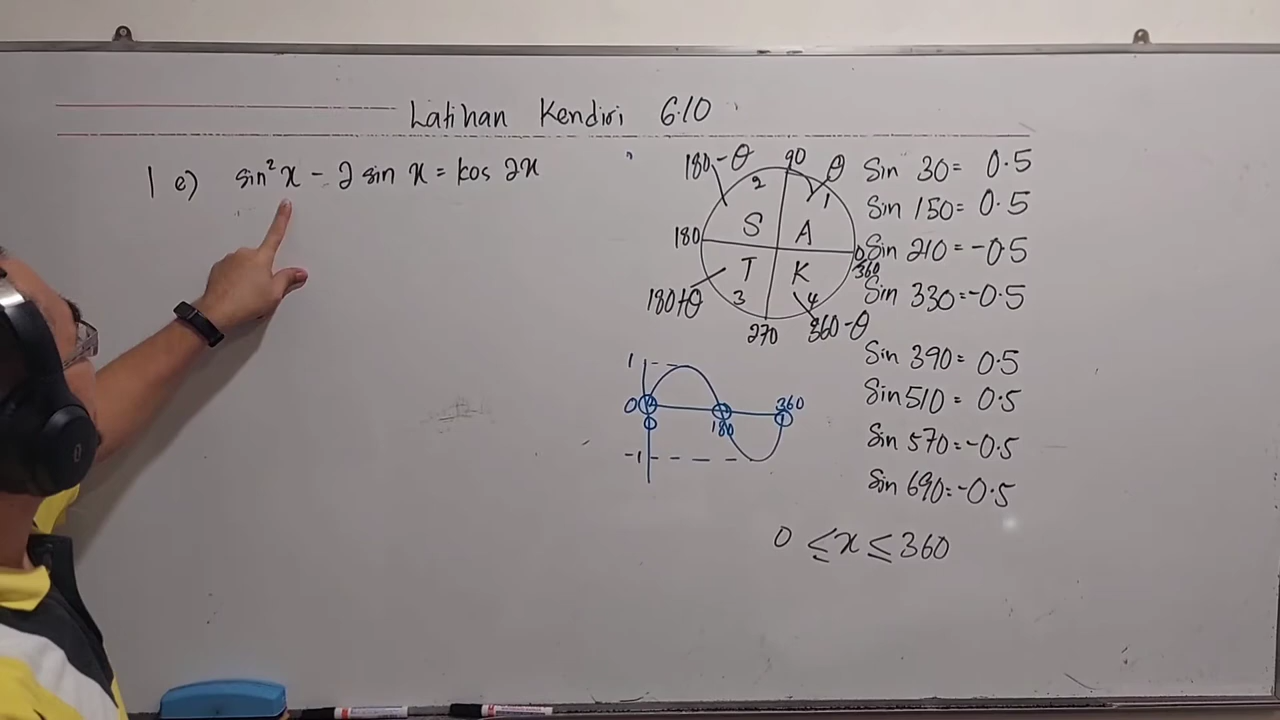 Latihan Kendiri 6.10
1 e) sin²x - 2 sin x = kos 2x
180-θ
90
θ
2
1
S
A
180
0
360
T
K
3
4
180+θ
270
360-θ
Sin 30 = 0.5
Sin 150 = 0.5
Sin 210 = -0.5
Sin 330 = -0.5
Sin 390 = 0.5
Sin 510 = 0.5
Sin 570 = -0.5
Sin 690 = -0.5
1
0
0
180
360
-1
0 ≤ x ≤ 360